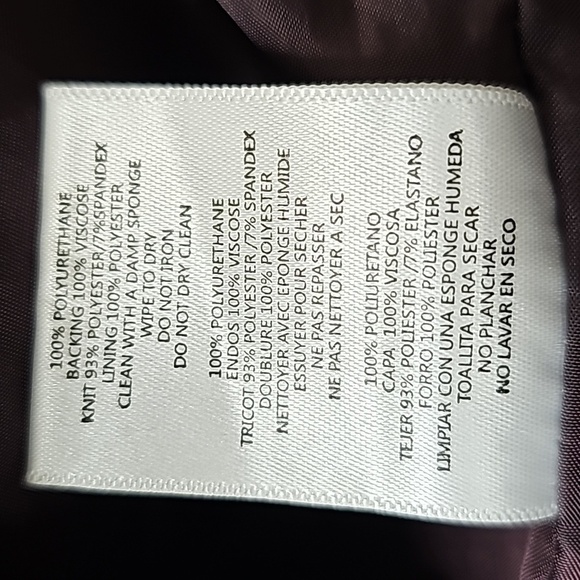 100% POLYURETHANE
BACKING 100% VISCOSE
KNIT 93% POLYESTER/7%SPANDEX
LINING 100% POLYESTER
CLEAN WITH A DAMP SPONGE
WIPE TO DRY
DO NOT IRON
DO NOT DRY CLEAN
100% POLYURETHANE
ENDOS 100% VISCOSE
TRICOT 93% POLYESTER /7% SPANDEX
DOUBLURE 100% POLYESTER
NETTOYER AVEC EPONGE HUMIDE
ESSUYER POUR SECHER
NE PAS REPASSER
NE PAS NETTOYER A SEC
100% POLIURETANO
CAPA, 100% VISCOSA
TEJER 93% POLIESTER /7% ELASTANO
FORRO 100% POLIESTER
LIMPIAR CON UNA ESPONGE HUMEDA
TOALLITA PARA SECAR
NO PLANCHAR
NO LAVAR EN SECO